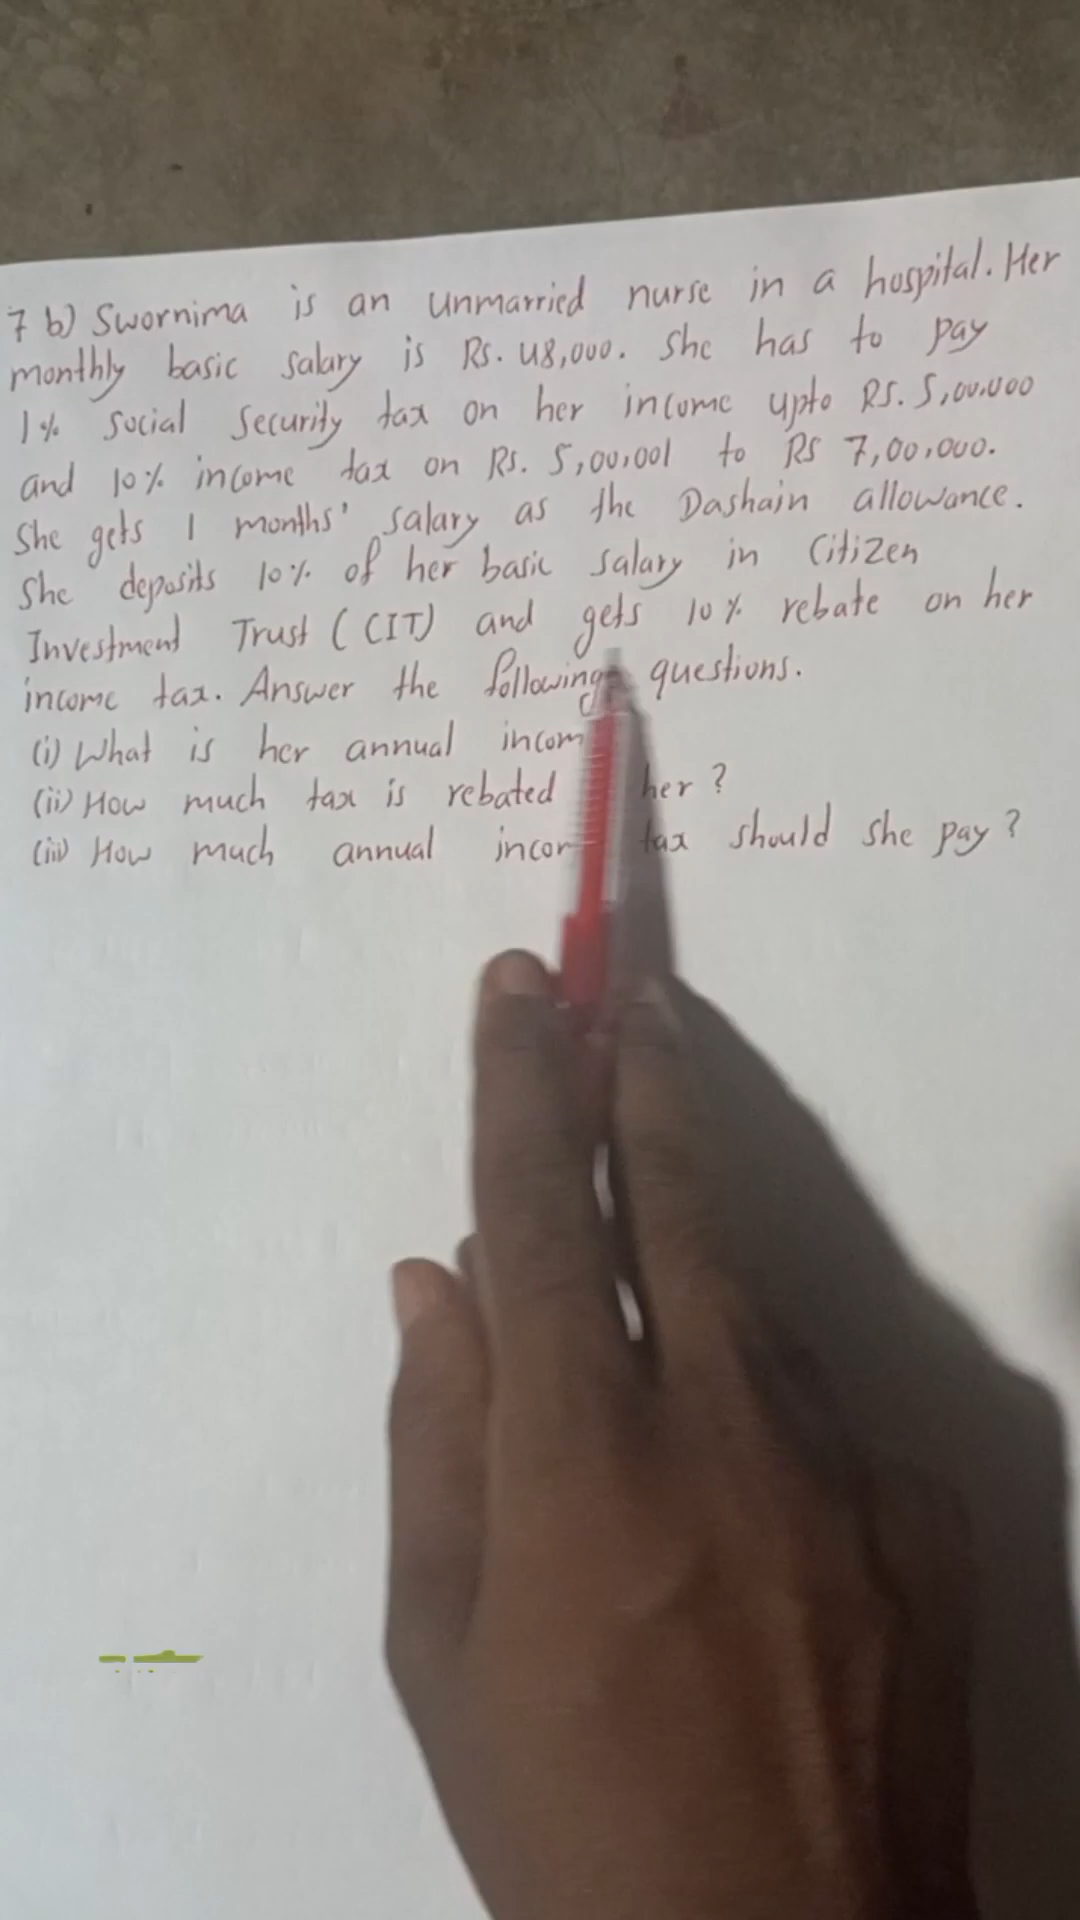 7 b) Swornima is an unmarried nurse in a hospital. Her
monthly basic salary is Rs. 48,000. She has to pay
1% social security tax on her income upto Rs. 5,00,000
and 10% income tax on Rs. 5,00,001 to Rs 7,00,000.
She gets 1 months' salary as the Dashain allowance.
She deposits 10% of her basic salary in Citizen
Investment Trust (CIT) and gets 10% rebate on her
income tax. Answer the following questions.
(i) What is her annual incom
(ii) How much tax is rebated her?
(iii) How much annual incom tax should she pay?